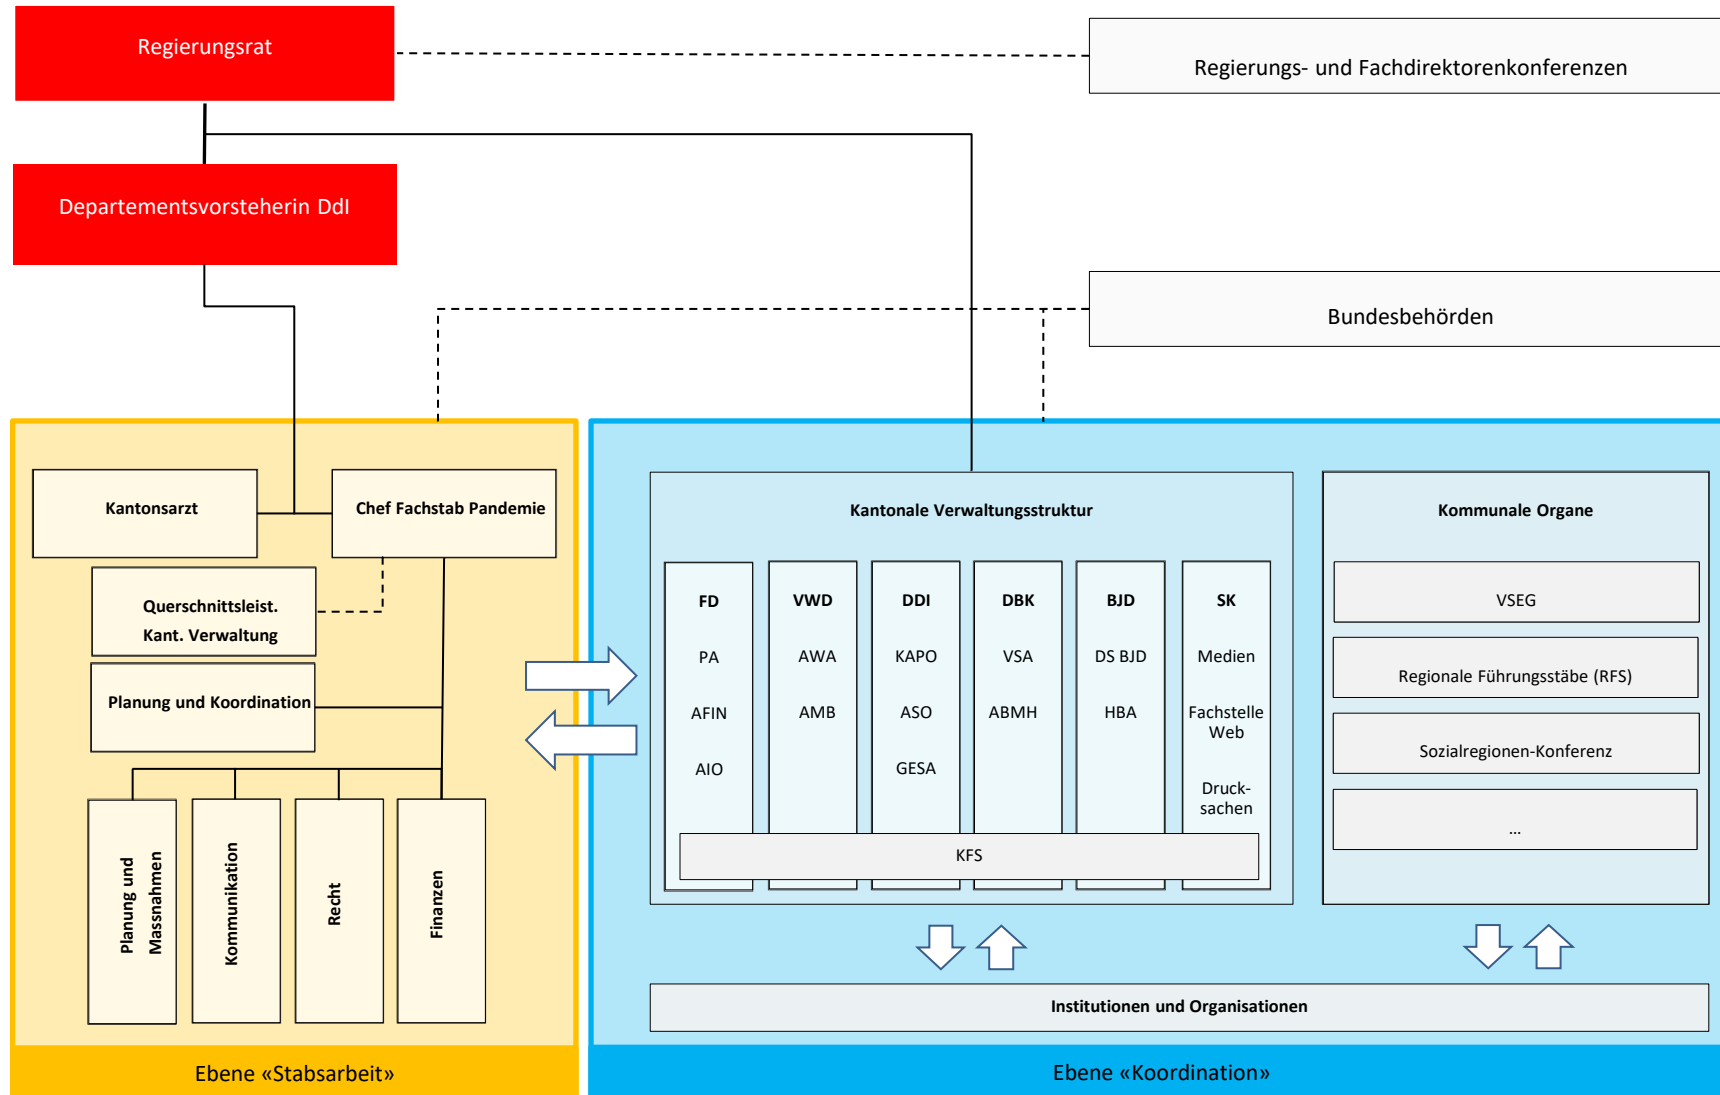 Regierungsrat
Regierungs- und Fachdirektorenkonferenzen
Departementsvorsteherin DdI
Bundesbehörden
Kantonsarzt
Chef Fachstab Pandemie
Querschnittsleist.
Kant. Verwaltung
Planung und Koordination
Planung und
Massnahmen
Kommunikation
Recht
Finanzen
Ebene «Stabsarbeit»
Kantonale Verwaltungsstruktur
FD
PA
AFIN
AIO
VWD
AWA
AMB
DDI
KAPO
ASO
GESA
DBK
VSA
ABMH
BJD
DS BJD
HBA
SK
Medien
Fachstelle
Web
Druck-
sachen
KFS
Kommunale Organe
VSEG
Regionale Führungsstäbe (RFS)
Sozialregionen-Konferenz
...
Institutionen und Organisationen
Ebene «Koordination»